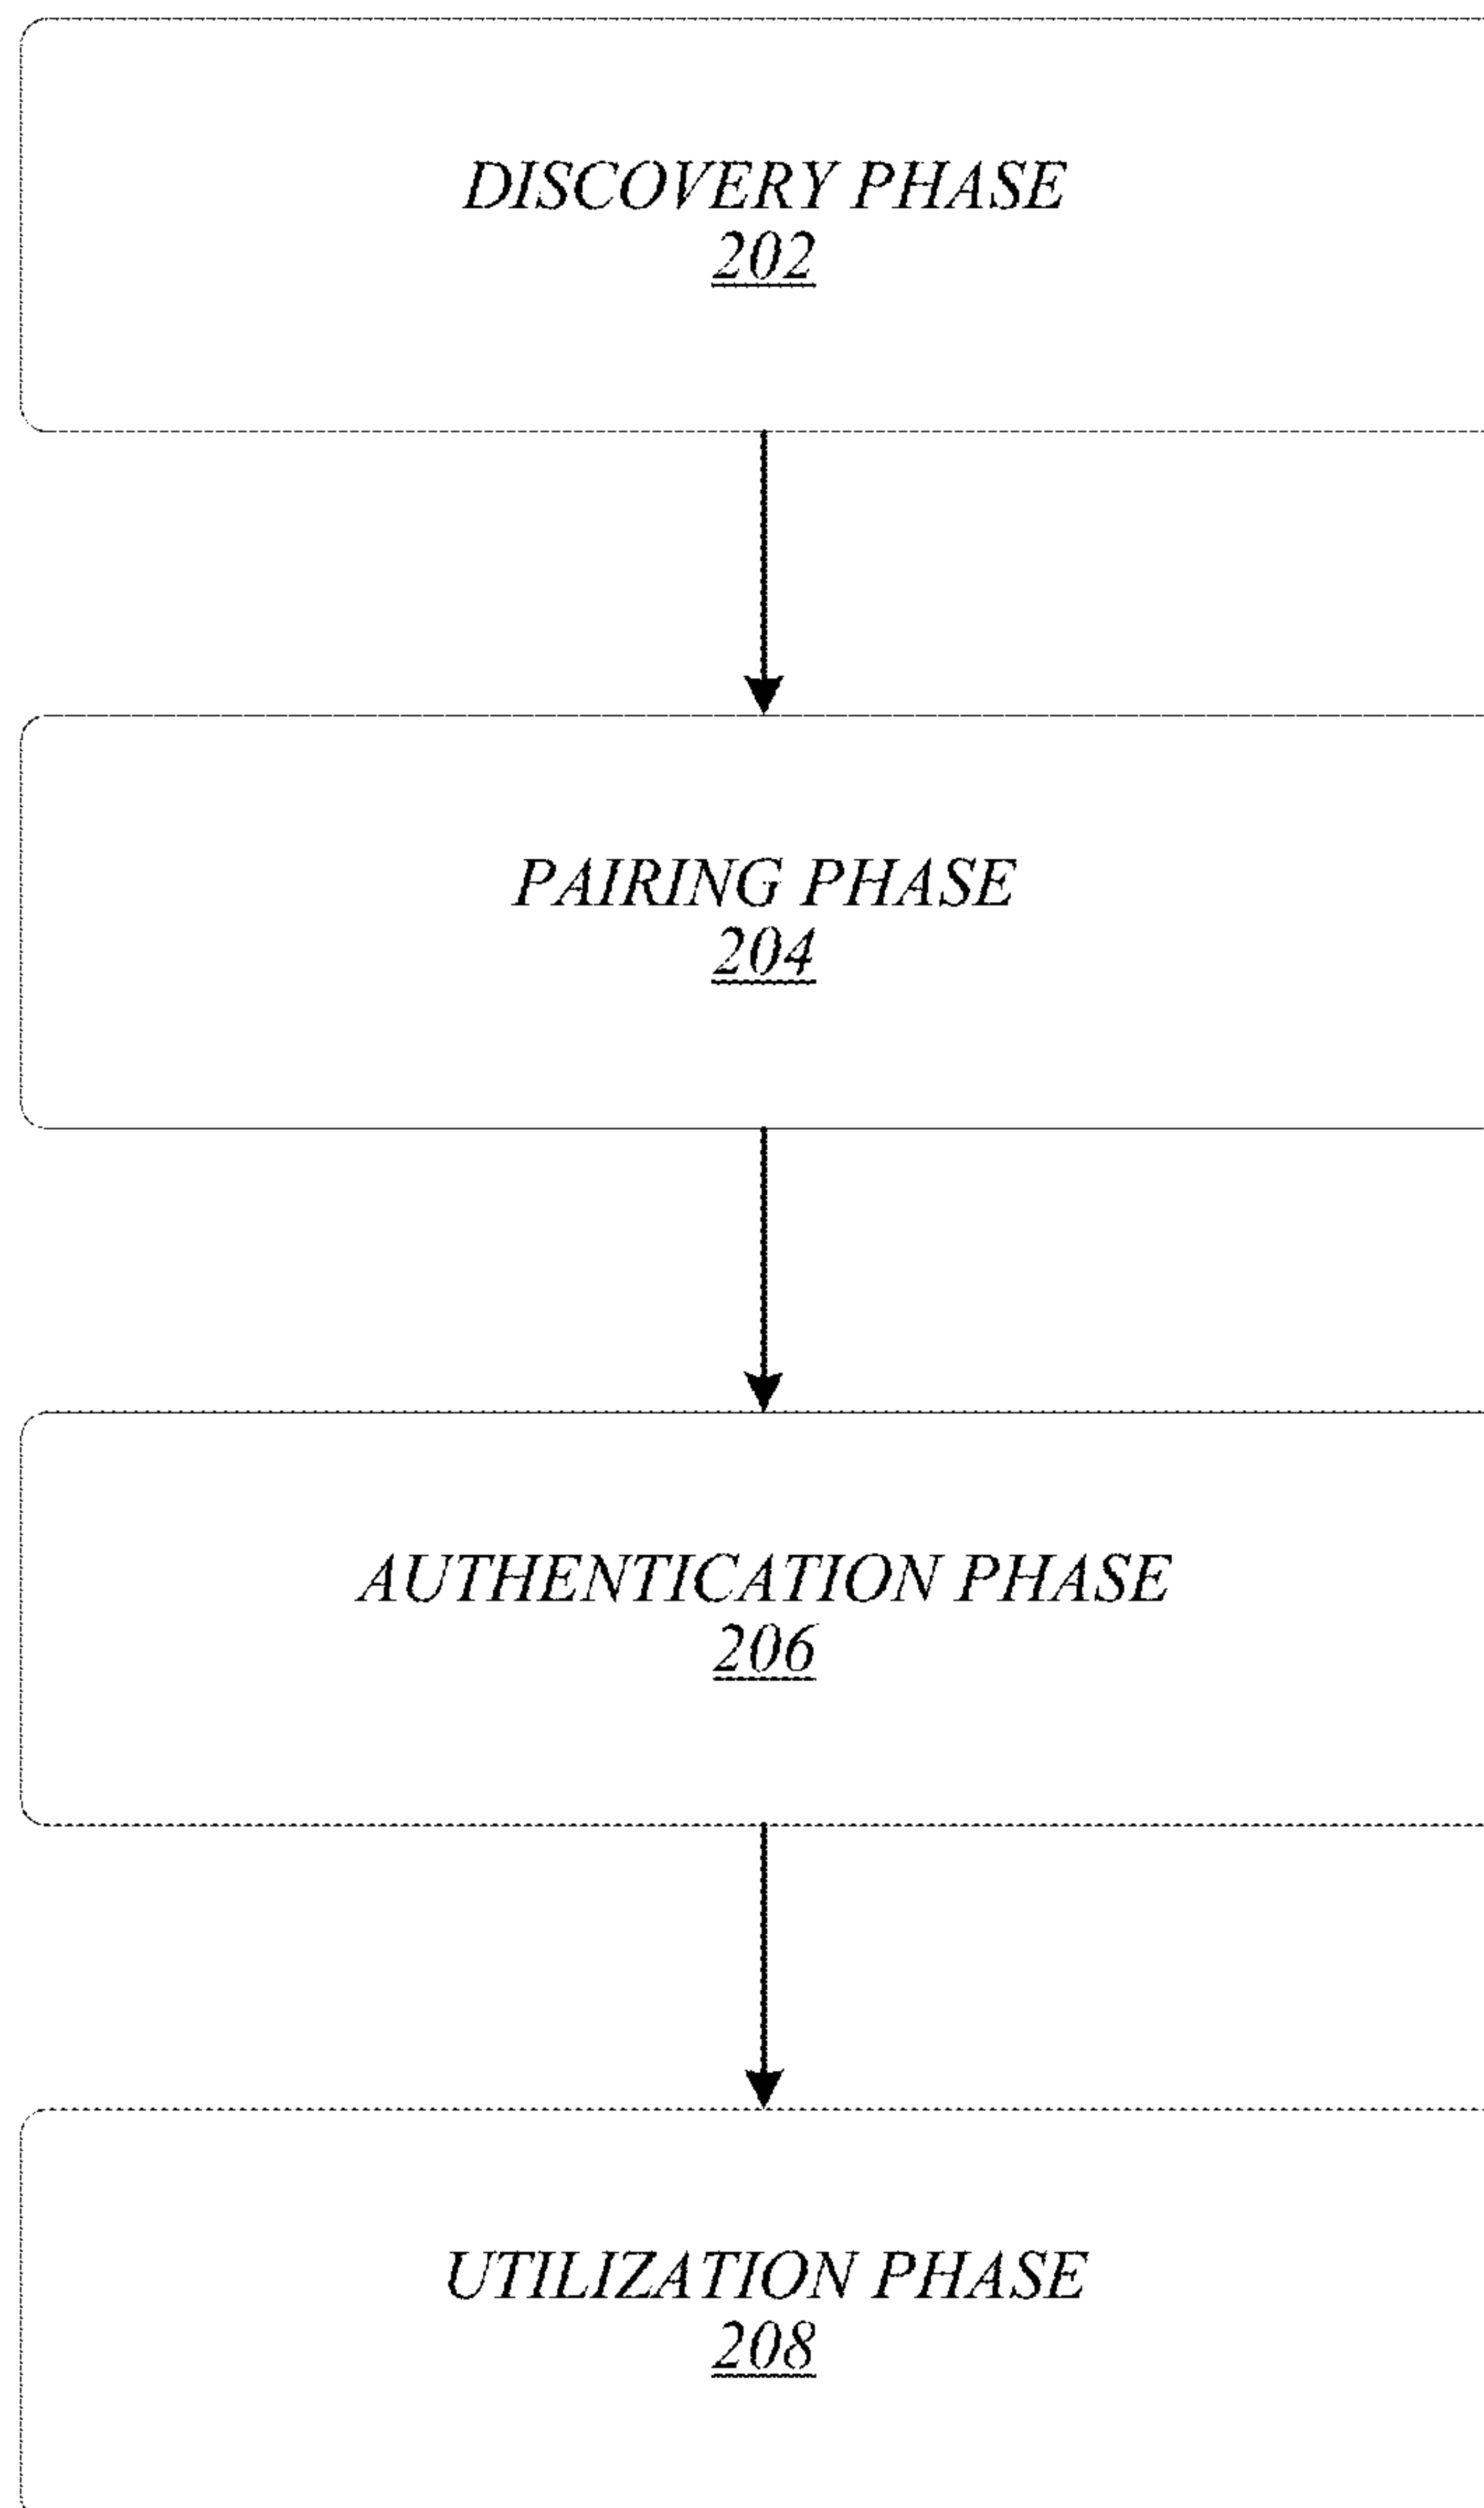 DISCOVERY PHASE
202
PAIRING PHASE
204
AUTHENTICATION PHASE
206
UTILIZATION PHASE
208